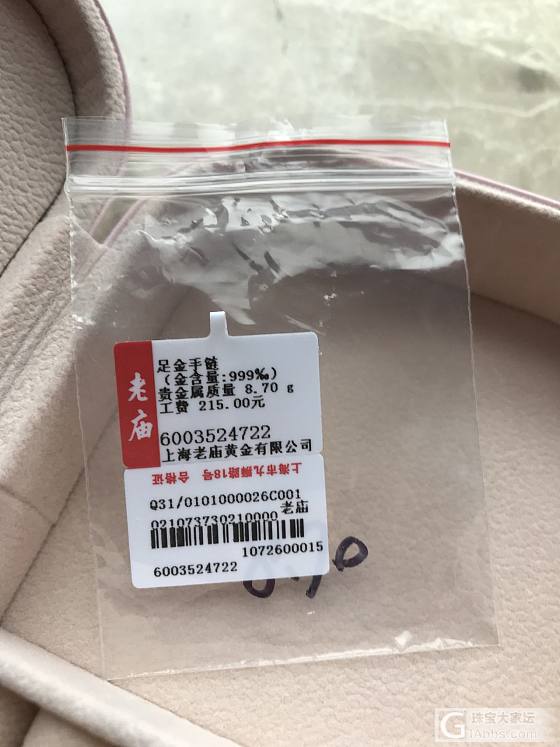 老庙
足金手链
（金含量:999‰）
贵金属质量 8.70 g
工费 215.00元
6003524722
上海老庙黄金有限公司
上海市九狮路18号 合格证
Q31/0101000026C001
021073730210000 老庙
1072600015
6003524722
珠宝大家坛
G1Abbs.com